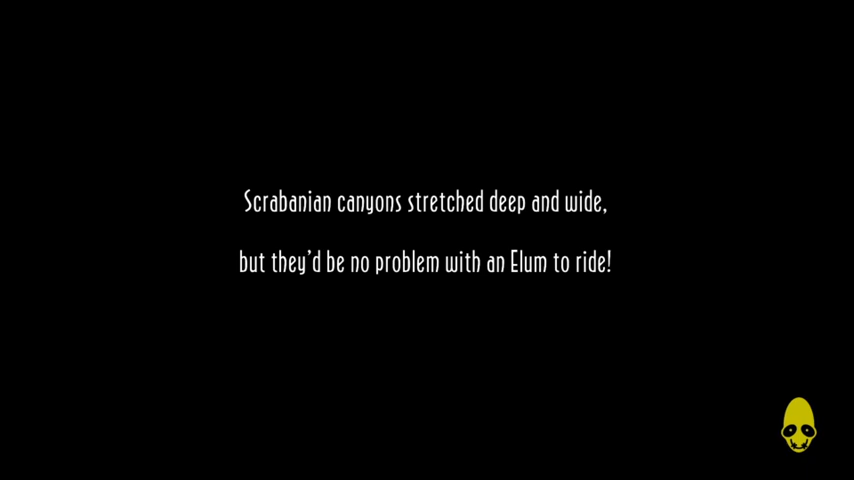 Scrabanian canyons stretched deep and wide,
but they'd be no problem with an Elum to ride!